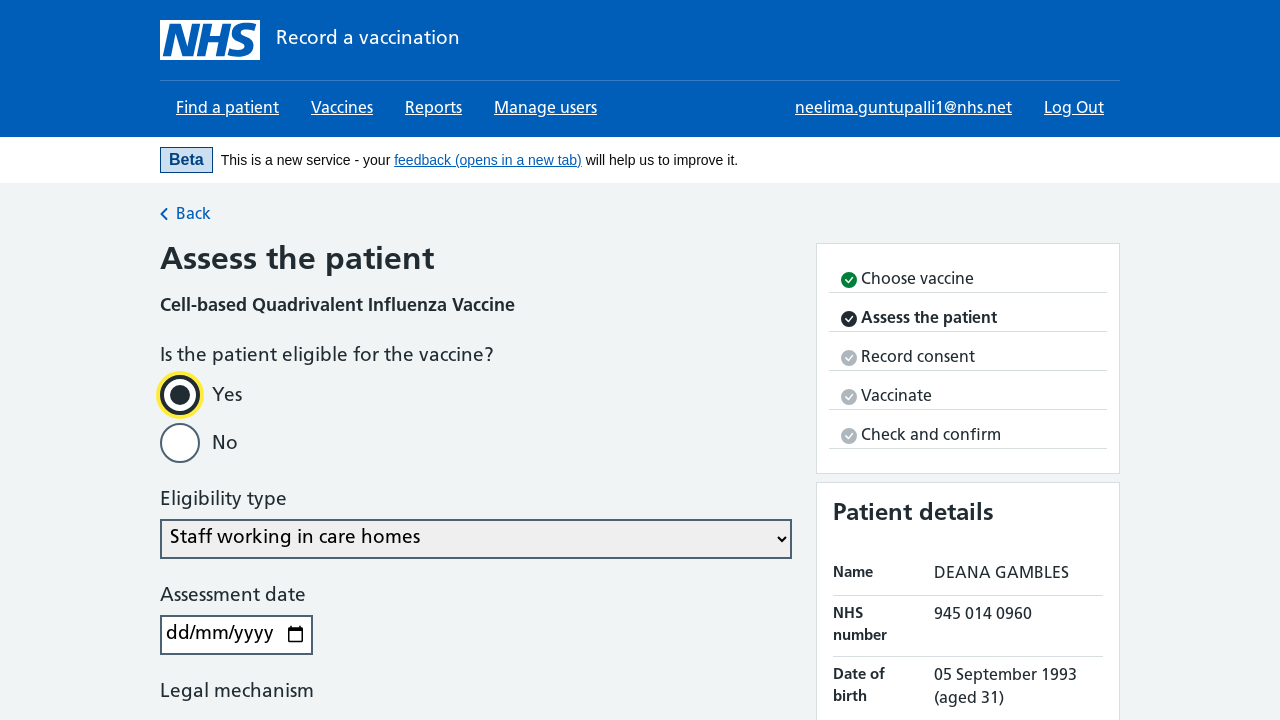 NHS Record a vaccination
Find a patient Vaccines Reports Manage users neelima.guntupalli1@nhs.net Log Out
Beta This is a new service - your feedback (opens in a new tab) will help us to improve it.
Back
Assess the patient
Cell-based Quadrivalent Influenza Vaccine
Is the patient eligible for the vaccine?
Yes
No
Eligibility type
Staff working in care homes
Assessment date
dd/mm/yyyy
Legal mechanism
Choose vaccine
Assess the patient
Record consent
Vaccinate
Check and confirm
Patient details
Name DEANA GAMBLES
NHS number 945 014 0960
Date of birth 05 September 1993 (aged 31)